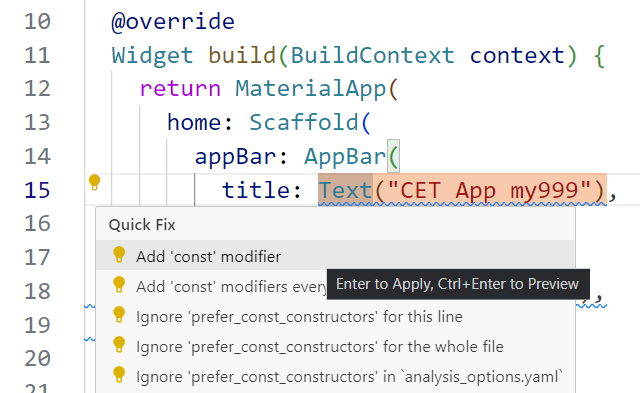 10 @override
11 Widget build(BuildContext context) {
12 return MaterialApp(
13 home: Scaffold(
14 appBar: AppBar(
15 title: Text("CET App my999"),
16
Quick Fix
17 Add 'const' modifier
Enter to Apply, Ctrl+Enter to Preview
18 Add 'const' modifiers every
19 Ignore 'prefer_const_constructors' for this line
20 Ignore 'prefer_const_constructors' for the whole file
21 Ignore 'prefer_const_constructors' in `analysis_options.yaml`